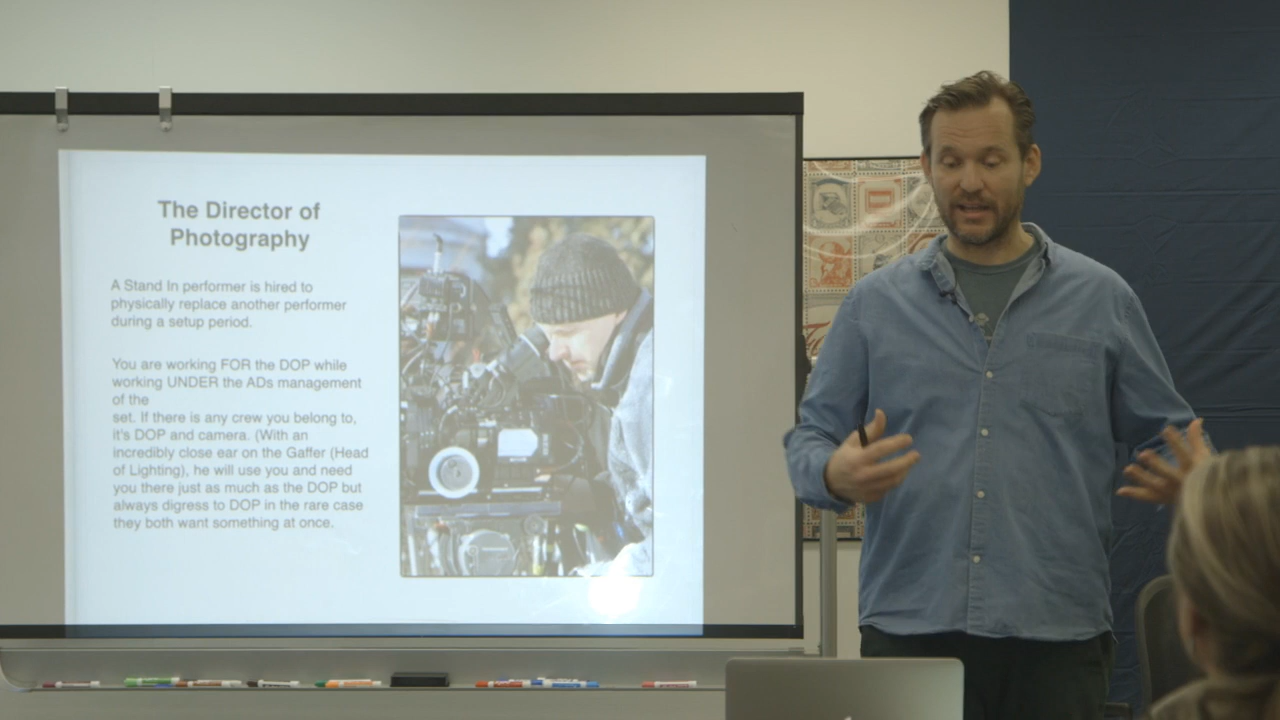 The Director of
Photography
A Stand In performer is hired to
physically replace another performer
during a setup period.
You are working FOR the DOP while
working UNDER the ADs management
of the
set. If there is any crew you belong to,
it's DOP and camera. (With an
incredibly close ear on the Gaffer (Head
of Lighting), he will use you and need
you there just as much as the DOP but
always digress to DOP in the rare case
they both want something at once.